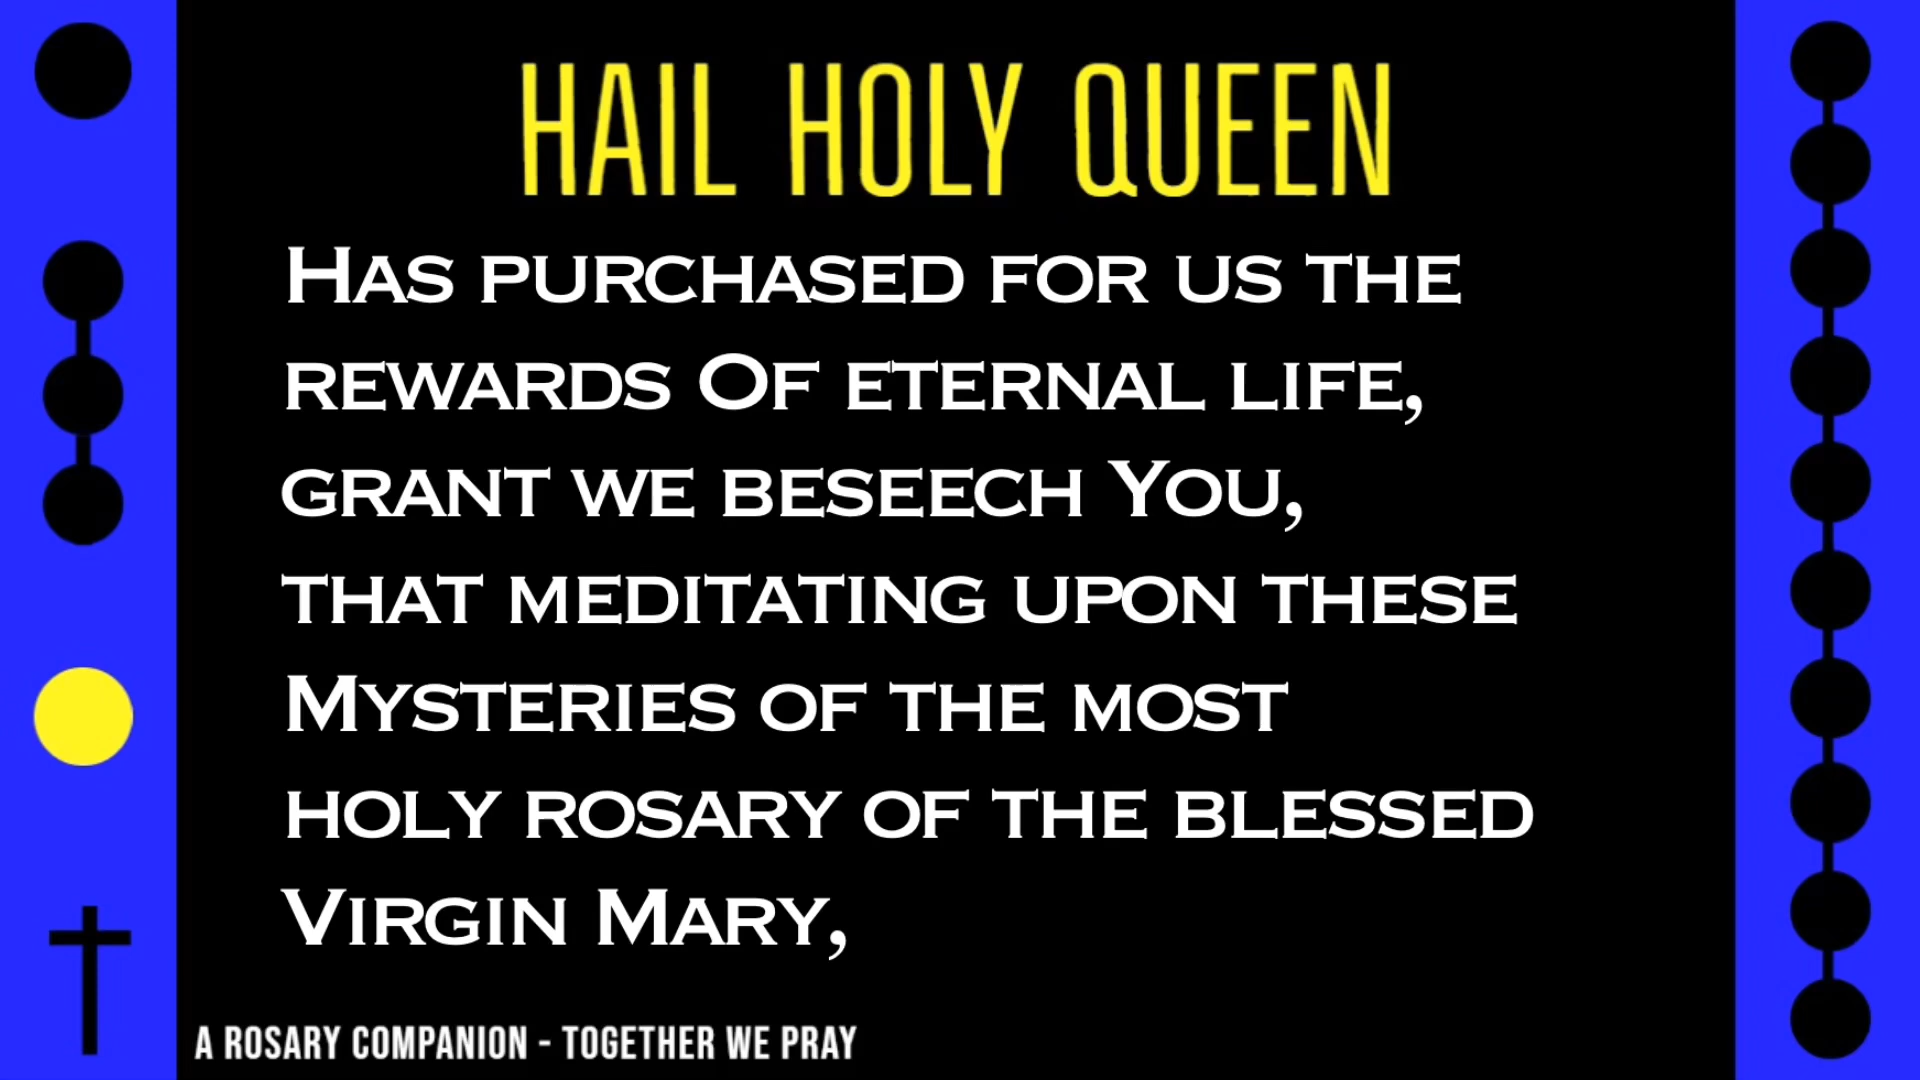 HAIL HOLY QUEEN
Has purchased for us the
rewards Of eternal life,
grant we beseech You,
that meditating upon these
Mysteries of the most
holy rosary of the blessed
Virgin Mary,
A ROSARY COMPANION - TOGETHER WE PRAY